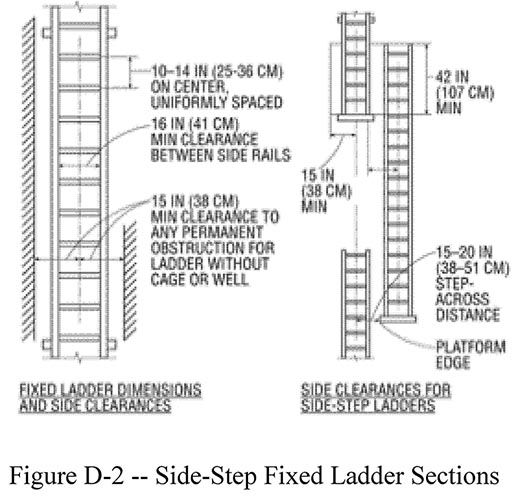 10–14 IN (25-36 CM)
ON CENTER,
UNIFORMLY SPACED
16 IN (41 CM)
MIN CLEARANCE
BETWEEN SIDE RAILS
15 IN (38 CM)
MIN CLEARANCE TO
ANY PERMANENT
OBSTRUCTION FOR
LADDER WITHOUT
CAGE OR WELL
FIXED LADDER DIMENSIONS
AND SIDE CLEARANCES
42 IN
(107 CM)
MIN
15 IN
(38 CM)
MIN
15–20 IN
(38–51 CM)
STEP-
ACROSS
DISTANCE
PLATFORM
EDGE
SIDE CLEARANCES FOR
SIDE-STEP LADDERS
Figure D-2 -- Side-Step Fixed Ladder Sections